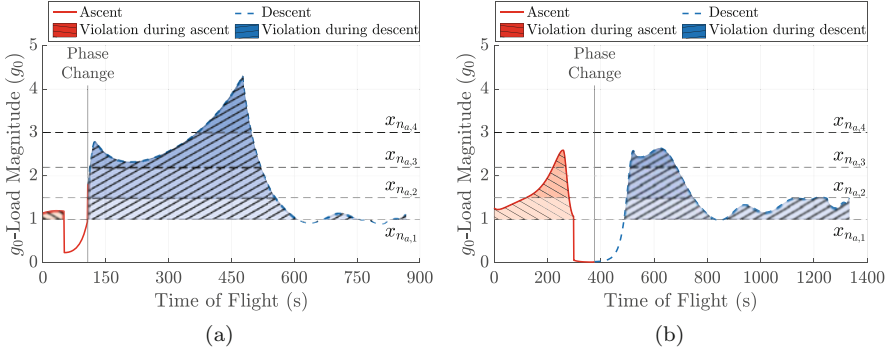 Ascent
Descent
Violation during ascent
Violation during descent
5
4
3
2
1
0
g₀-Load Magnitude (g₀)
Phase
Change
xₙₐ,₄
xₙₐ,₃
xₙₐ,₂
xₙₐ,₁
0 150 300 450 600 750 900
Time of Flight (s)
(a)
Ascent
Descent
Violation during ascent
Violation during descent
5
4
3
2
1
0
g₀-Load Magnitude (g₀)
Phase
Change
xₙₐ,₄
xₙₐ,₃
xₙₐ,₂
xₙₐ,₁
0 200 400 600 800 1000 1200 1400
Time of Flight (s)
(b)